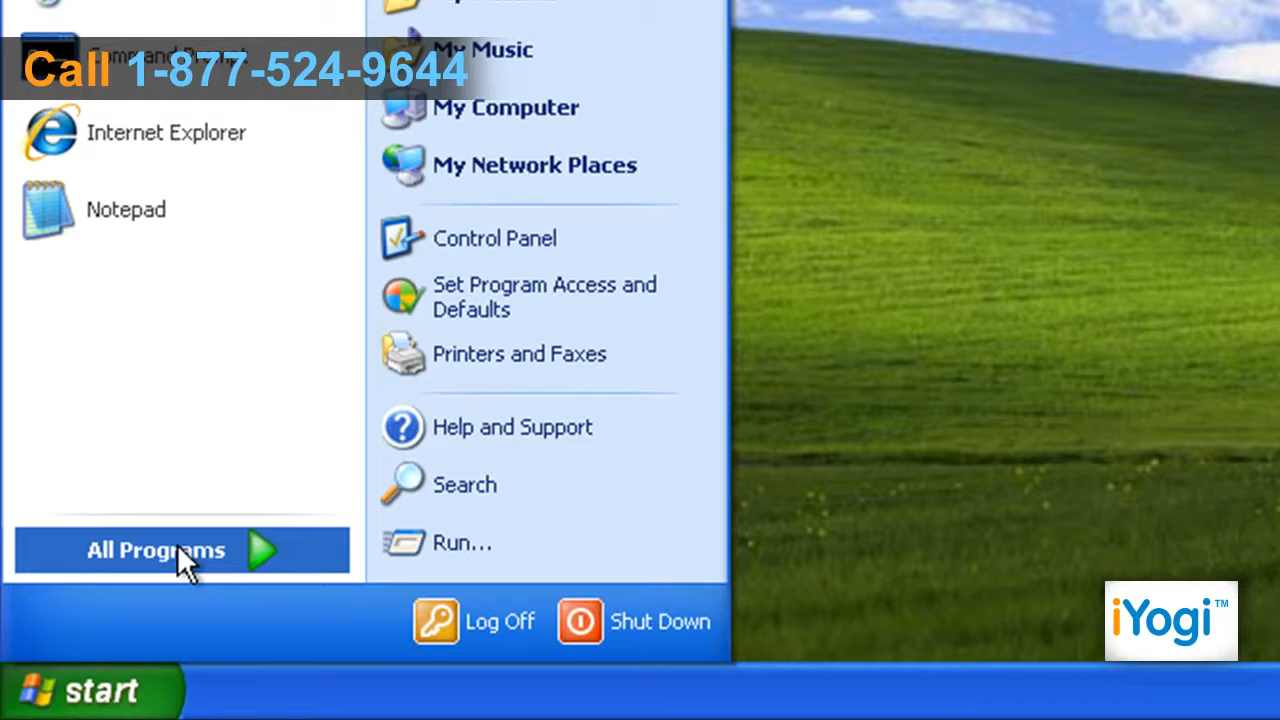 Command Prompt
Call 1-877-524-9644
Internet Explorer
Notepad
All Programs
My Music
My Computer
My Network Places
Control Panel
Set Program Access and
Defaults
Printers and Faxes
Help and Support
Search
Run...
Log Off
Shut Down
start
iYogi™